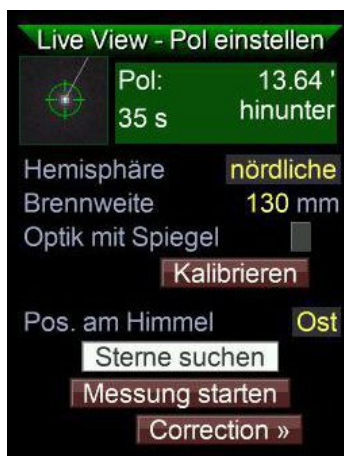 Live View - Pol einstellen
Pol: 13.64 '
35 s hinunter
Hemisphäre nördliche
Brennweite 130 mm
Optik mit Spiegel
Kalibrieren
Pos. am Himmel Ost
Sterne suchen
Messung starten
Correction »